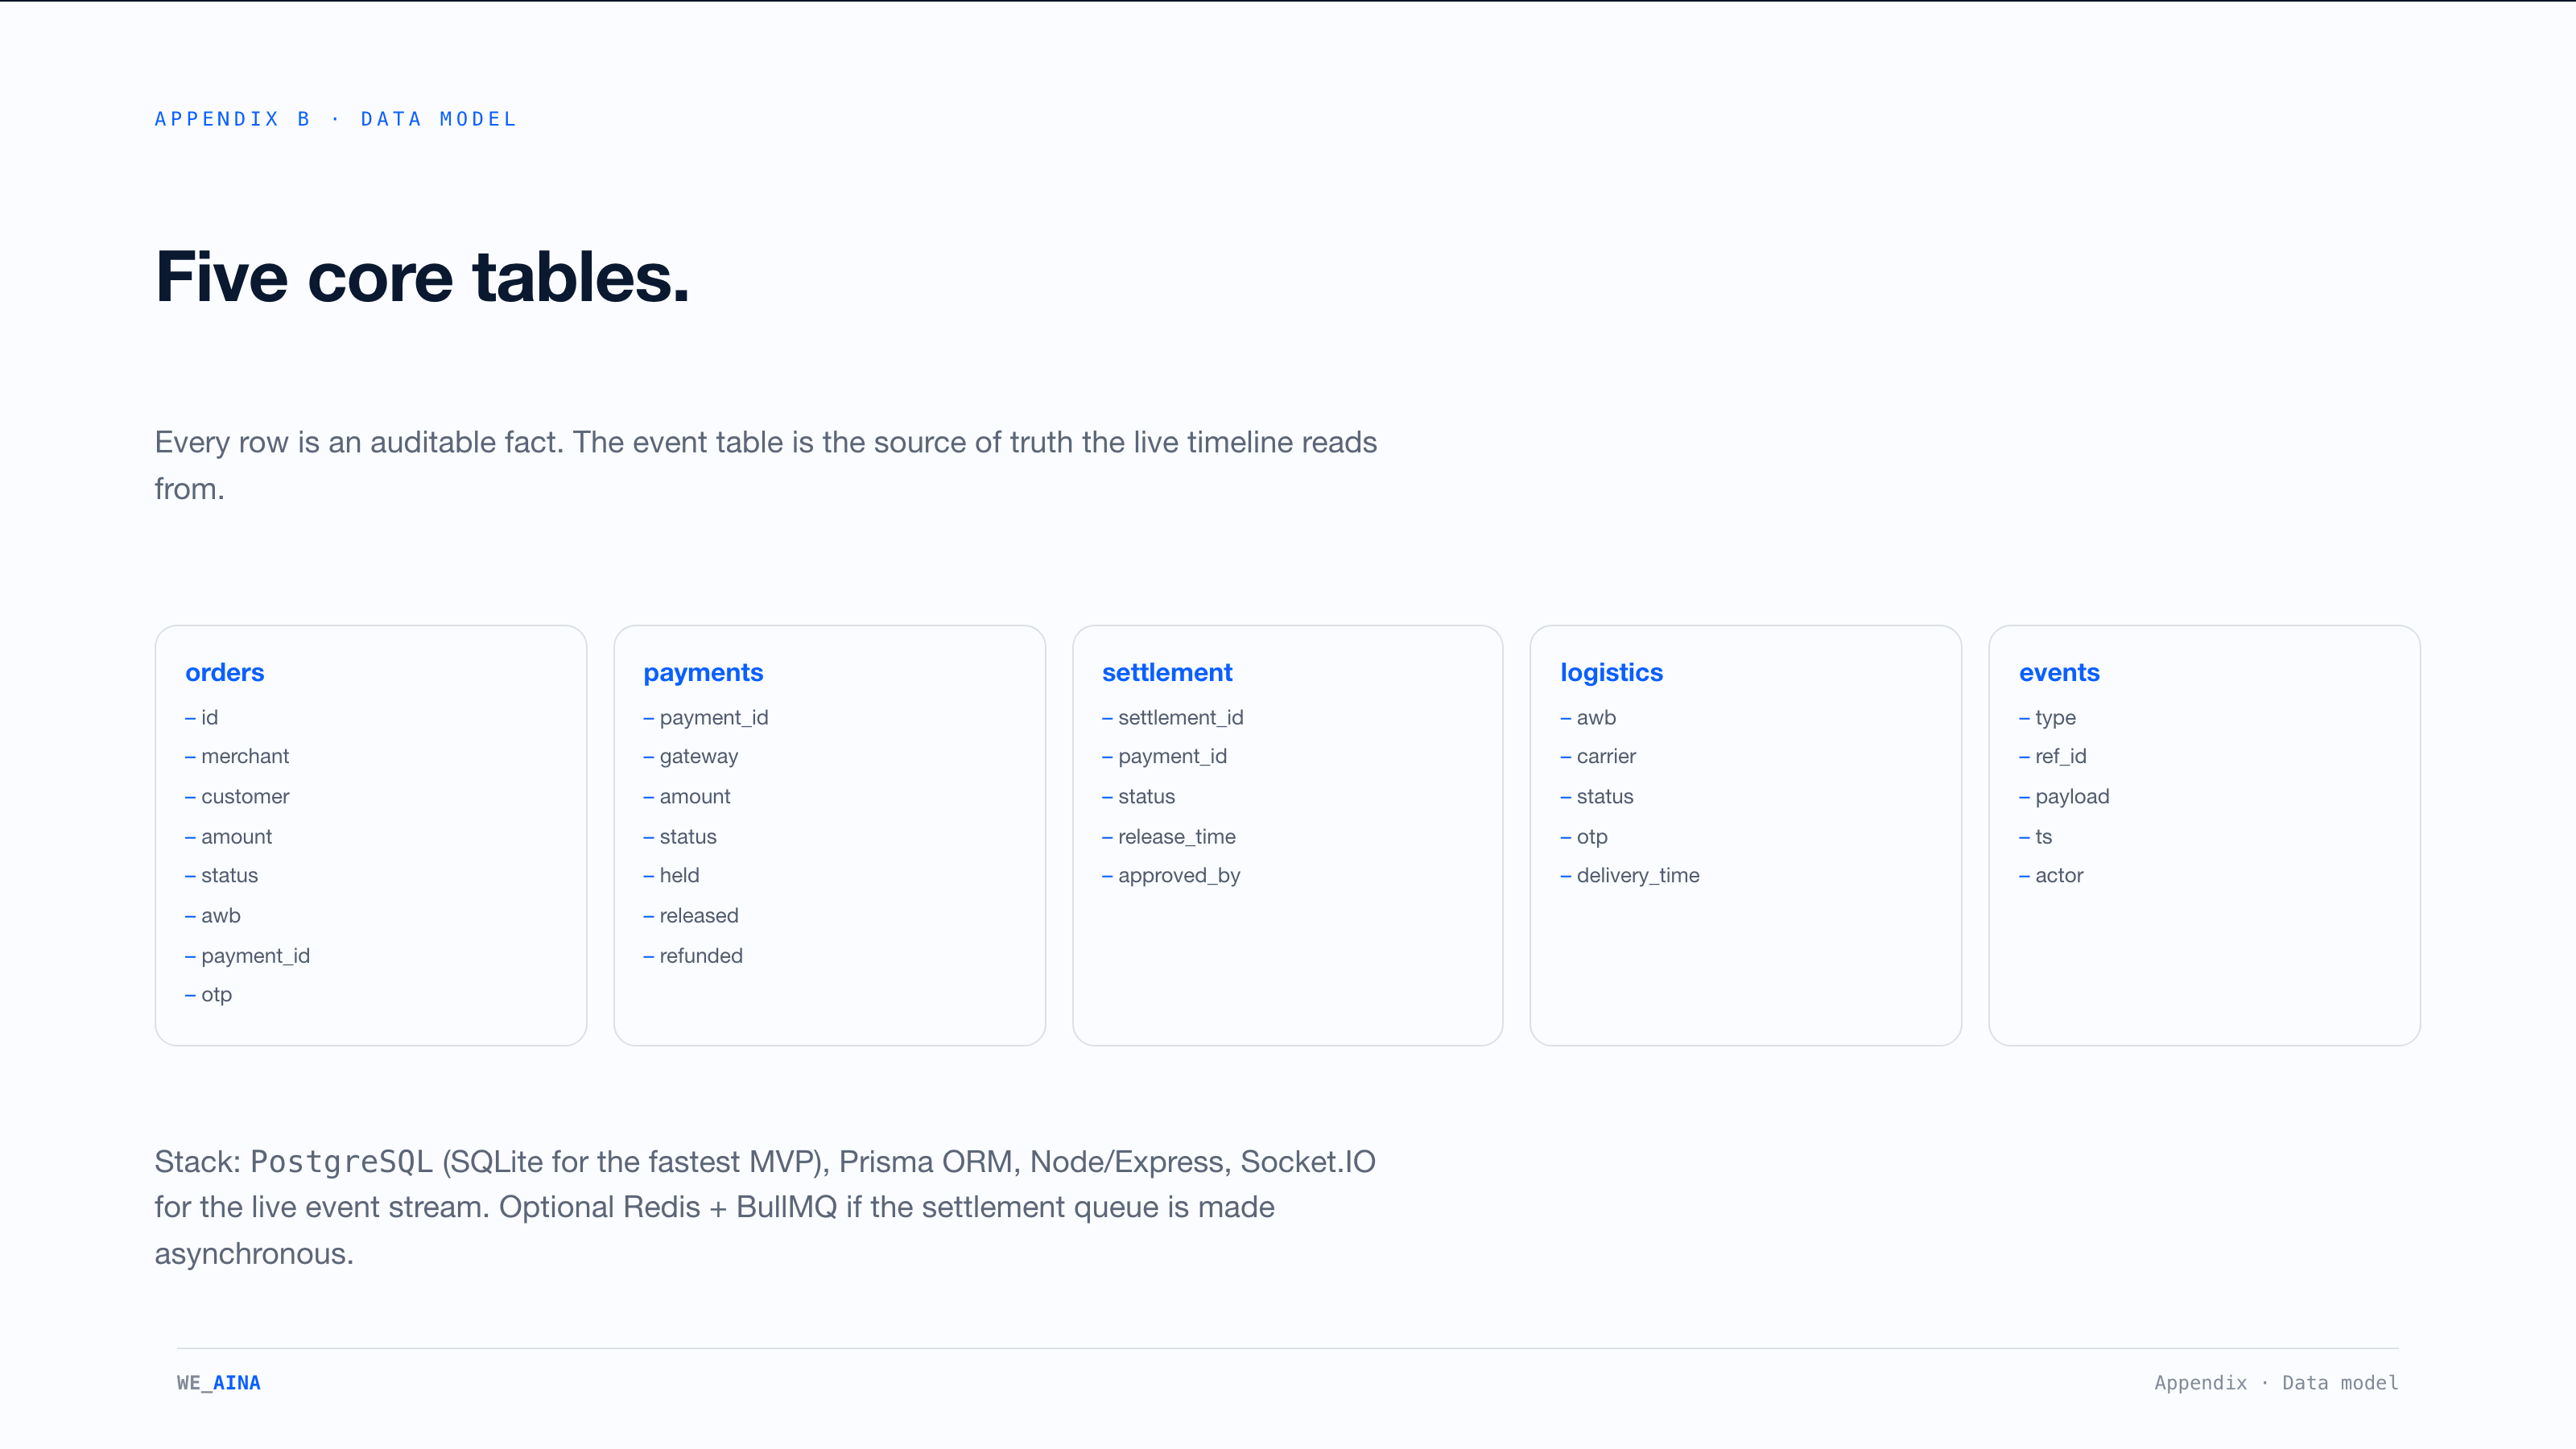 APPENDIX B · DATA MODEL
Five core tables.
Every row is an auditable fact. The event table is the source of truth the live timeline reads
from.
orders
– id
– merchant
– customer
– amount
– status
– awb
– payment_id
– otp
payments
– payment_id
– gateway
– amount
– status
– held
– released
– refunded
settlement
– settlement_id
– payment_id
– status
– release_time
– approved_by
logistics
– awb
– carrier
– status
– otp
– delivery_time
events
– type
– ref_id
– payload
– ts
– actor
Stack: PostgreSQL (SQLite for the fastest MVP), Prisma ORM, Node/Express, Socket.IO
for the live event stream. Optional Redis + BullMQ if the settlement queue is made
asynchronous.
WE_AINA
Appendix · Data model